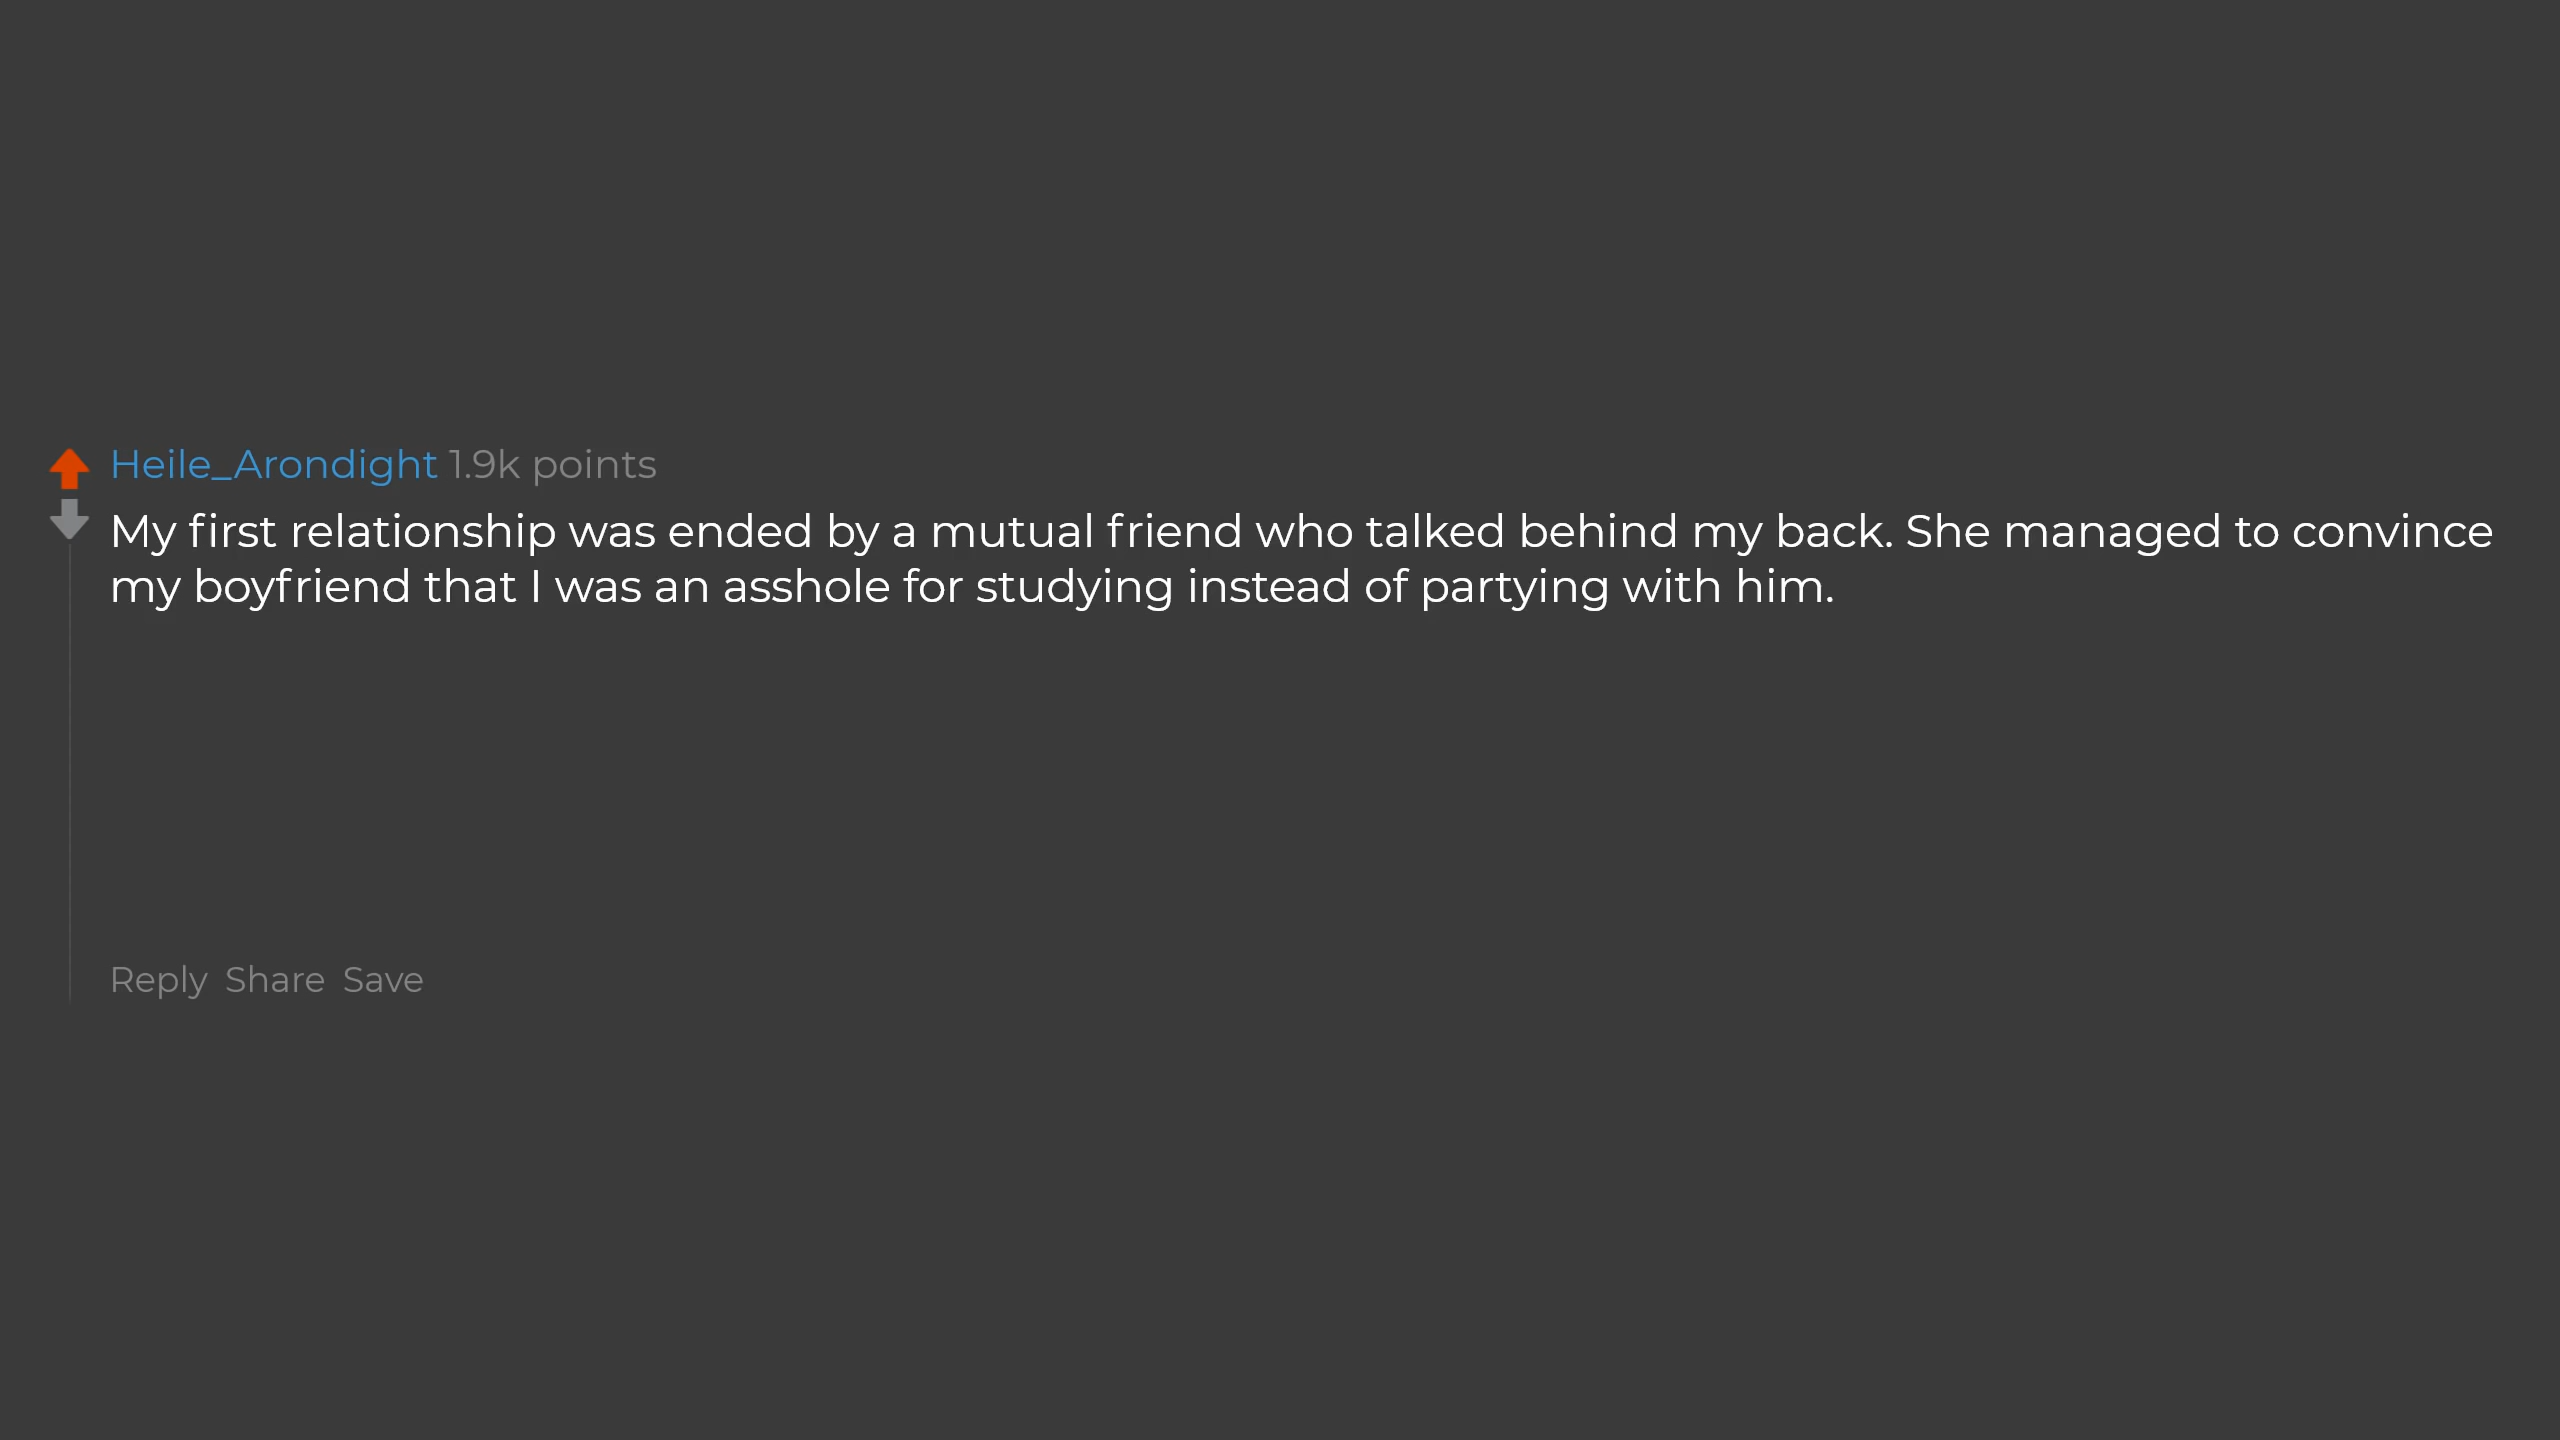 Heile_Arondight 1.9k points
My first relationship was ended by a mutual friend who talked behind my back. She managed to convince
my boyfriend that I was an asshole for studying instead of partying with him.
Reply Share Save